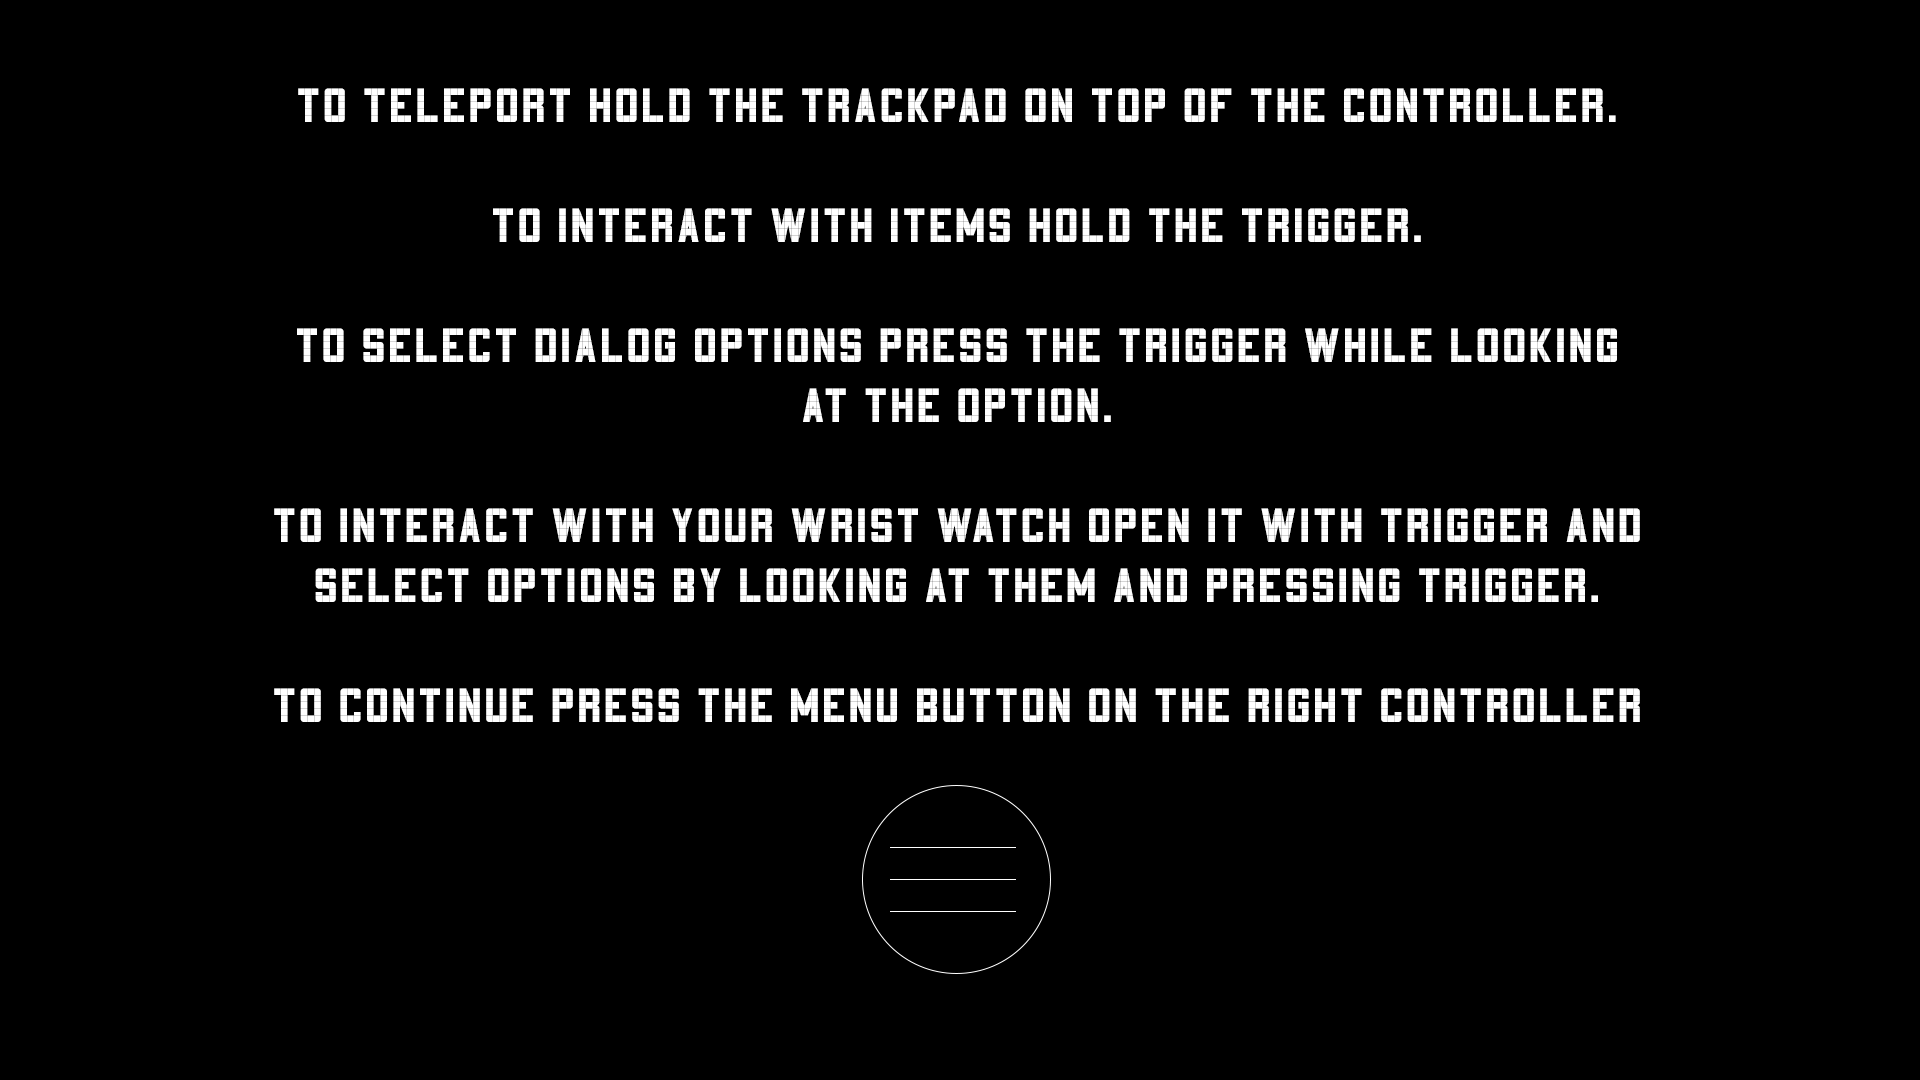 TO TELEPORT HOLD THE TRACKPAD ON TOP OF THE CONTROLLER.
TO INTERACT WITH ITEMS HOLD THE TRIGGER.
TO SELECT DIALOG OPTIONS PRESS THE TRIGGER WHILE LOOKING
AT THE OPTION.
TO INTERACT WITH YOUR WRIST WATCH OPEN IT WITH TRIGGER AND
SELECT OPTIONS BY LOOKING AT THEM AND PRESSING TRIGGER.
TO CONTINUE PRESS THE MENU BUTTON ON THE RIGHT CONTROLLER